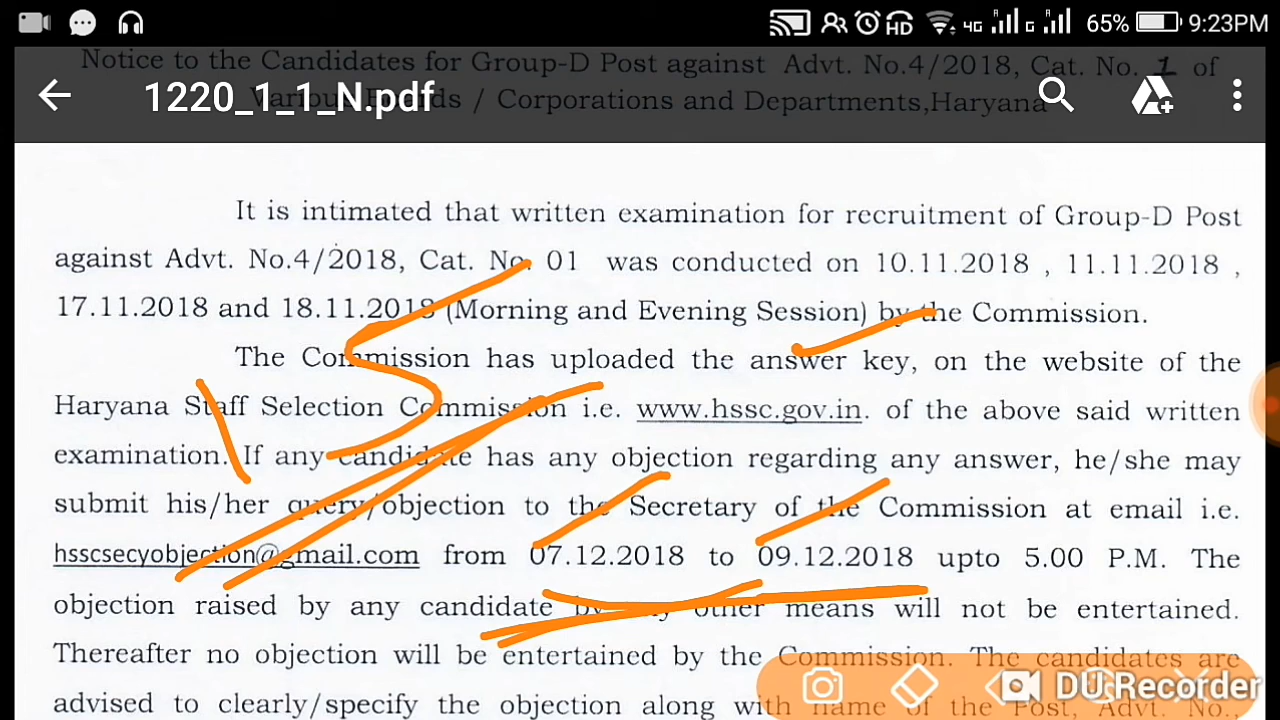 4G G 65% 9:23PM
HD
Notice to the Candidates for Group-D Post against Advt. No.4/2018, Cat. No. 1 of
1220_1_1_N.pdf
/ Corporations and Departments,Haryana
It is intimated that written examination for recruitment of Group-D Post
against Advt. No.4/2018, Cat. No. 01 was conducted on 10.11.2018 , 11.11.2018 ,
17.11.2018 and 18.11.2018 (Morning and Evening Session) by the Commission.
The Commission has uploaded the answer key, on the website of the
Haryana Staff Selection Commission i.e. www.hssc.gov.in. of the above said written
examination. If any candidate has any objection regarding any answer, he/she may
submit his/her query/objection to the Secretary of the Commission at email i.e.
hsscsecyobjection@gmail.com from 07.12.2018 to 09.12.2018 upto 5.00 P.M. The
objection raised by any candidate by any other means will not be entertained.
Thereafter no objection will be entertained by the Commission. The candidates are
advised to clearly/specify the objection along with name of the Post, Advt. No.,
DU Recorder